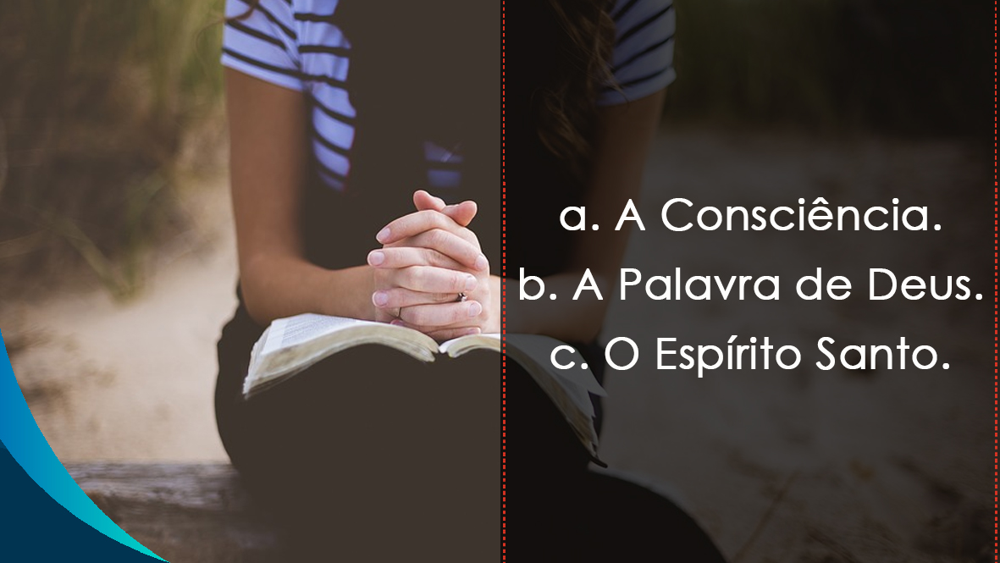 a. A Consciência.
b. A Palavra de Deus.
c. O Espírito Santo.